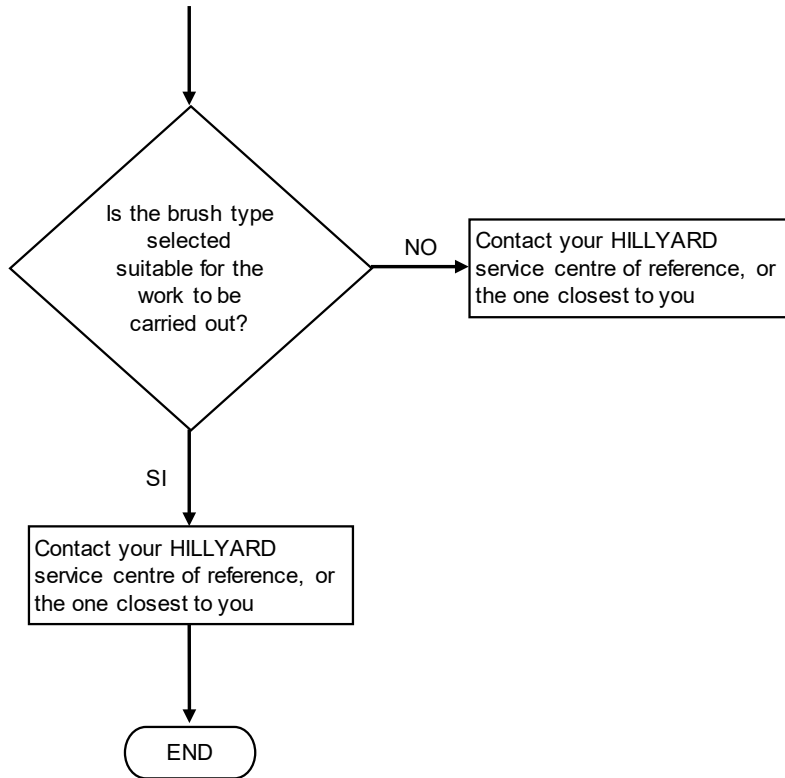 Is the brush type
selected
suitable for the
work to be
carried out?
NO
Contact your HILLYARD
service centre of reference, or
the one closest to you
SI
Contact your HILLYARD
service centre of reference, or
the one closest to you
END